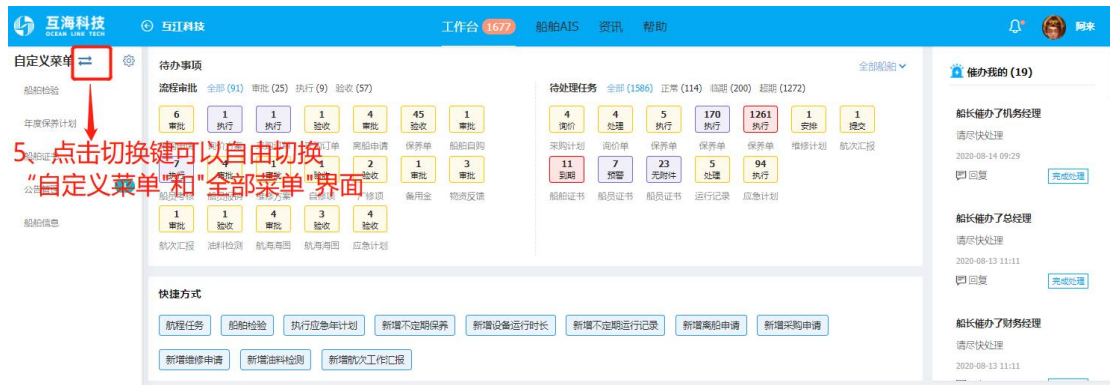 互海科技
OCEAN LINK TECH
互江科技
工作台 1677 船舶AIS 资讯 帮助
阿来
自定义菜单
船舶检验
年度保养计划
船舶信息
5、点击切换键可以自由切换
“自定义菜单"和"全部菜单"界面
待办事项
全部船舶
流程审批 全部 (91) 审批 (25) 执行 (9) 验收 (57)
6 审批
1 执行
1 执行
1 验收
4 审批
45 验收
1 审批
离船申请 保养单 船舶自购
2 验收
1 审批
3 审批
备用金 物资反馈
1 审批
1 验收
4 审批
3 验收
4 验收
航次汇报 油料检测 航海海图 航海海图 应急计划
待处理任务 全部 (1586) 正常 (114) 临期 (200) 超期 (1272)
4 询价
4 处理
5 执行
170 执行
1261 执行
1 安排
1 提交
采购计划 询价单 保养单 保养单 保养单 维修计划 航次汇报
11 到期
7 预警
23 无附件
5 处理
94 执行
船舶证书 船员证书 船员证书 运行记录 应急计划
快捷方式
航程任务 船舶检验 执行应急年计划 新增不定期保养 新增设备运行时长 新增不定期运行记录 新增离船申请 新增采购申请
新增维修申请 新增油料检测 新增航次工作汇报
催办我的 (19)
船长催办了机务经理
请尽快处理
2020-08-14 09:29
回复 完成处理
船长催办了总经理
请尽快处理
2020-08-13 11:11
回复 完成处理
船长催办了财务经理
请尽快处理
2020-08-13 11:11